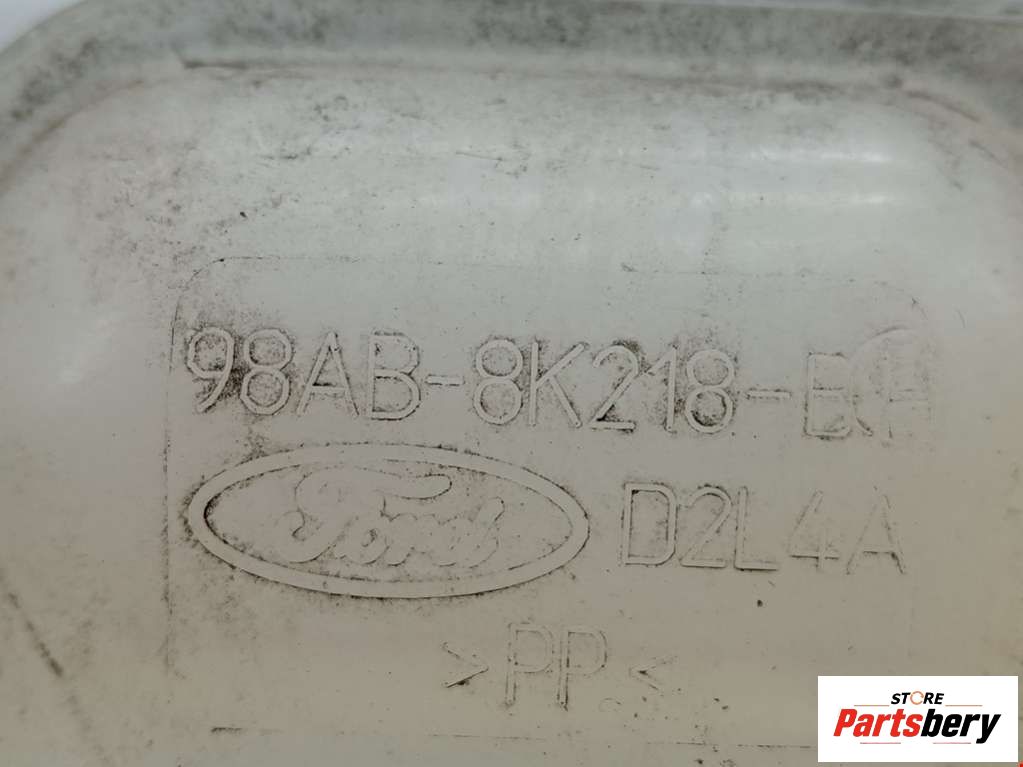 98AB-8K218-B
Ford D2L4A
>PP<
STORE
Partsbery